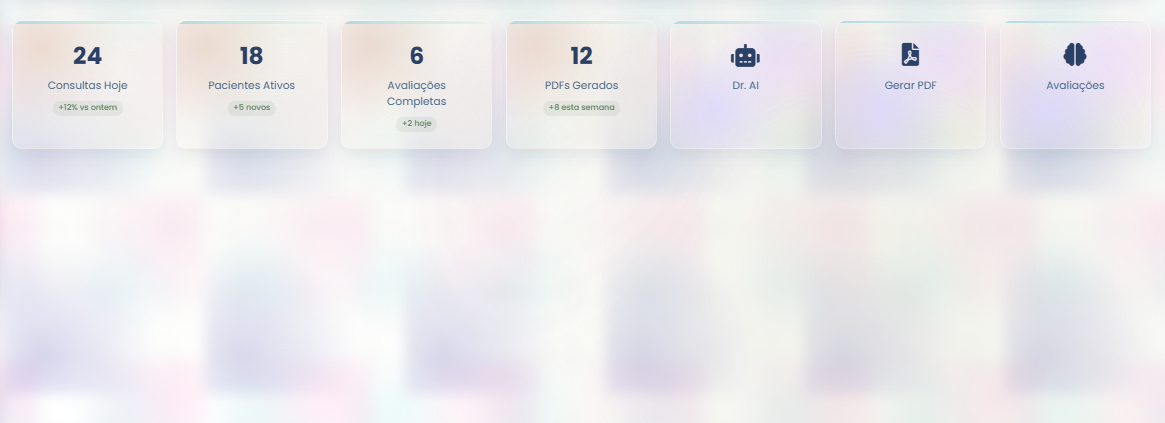 24
Consultas Hoje
+12% vs ontem
18
Pacientes Ativos
+5 novos
6
Avaliações
Completas
+2 hoje
12
PDFs Gerados
+8 esta semana
Dr. AI
Gerar PDF
Avaliações